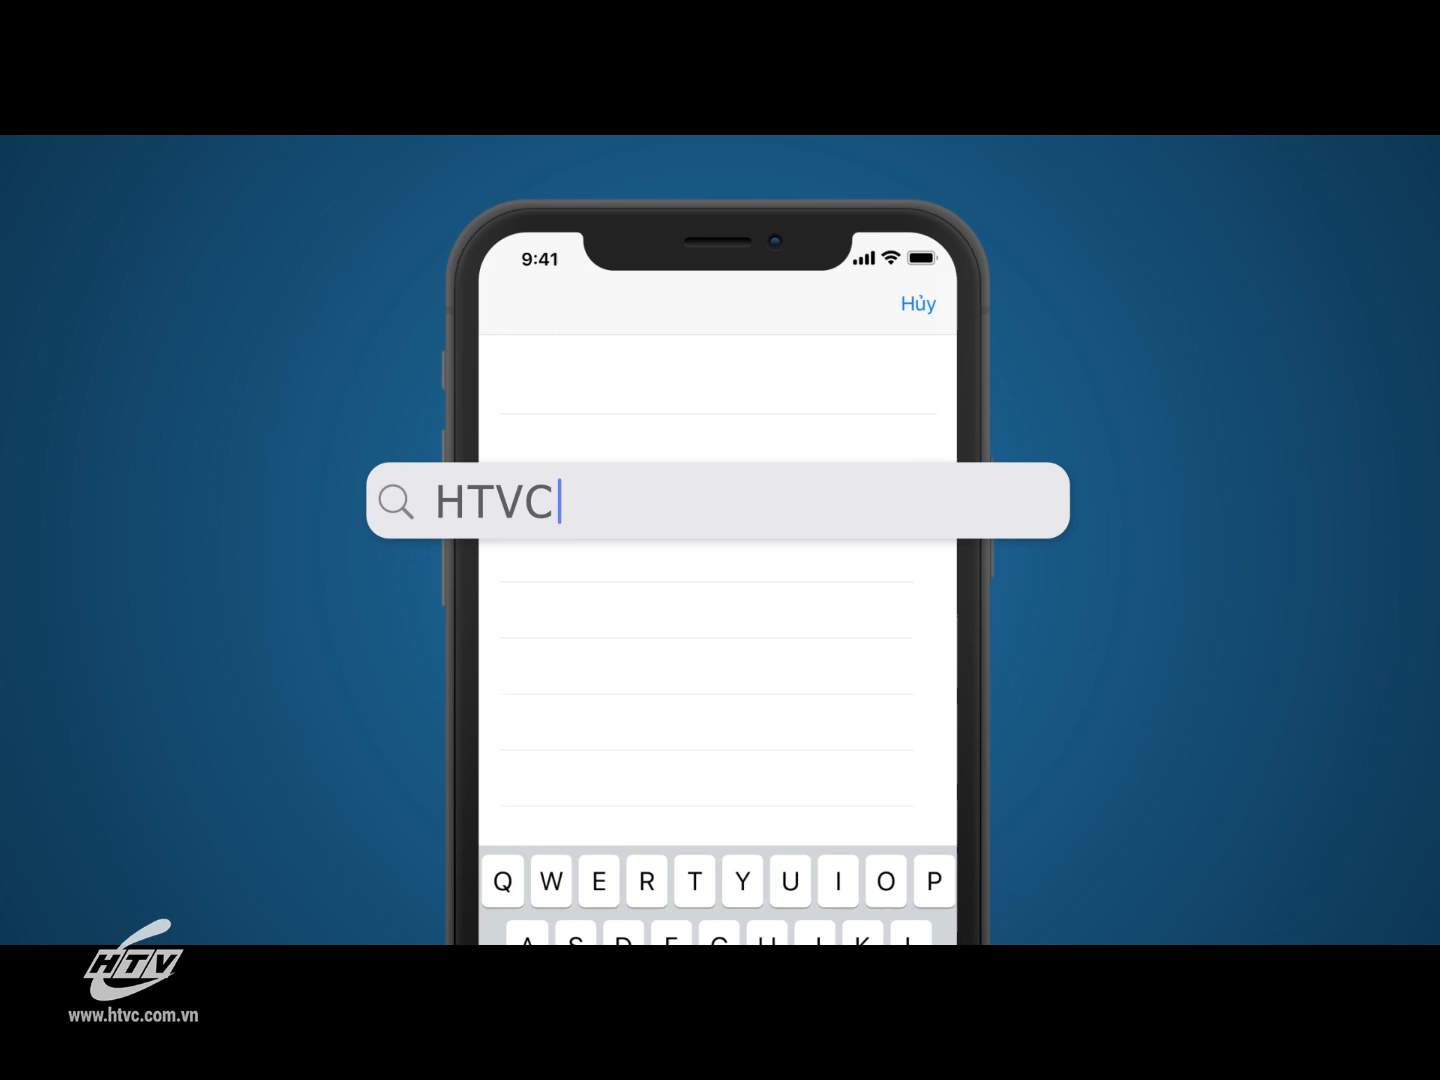 9:41
Hủy
HTVC
Q W E R T Y U I O P
A S D F G H J K L
HTV
www.htvc.com.vn